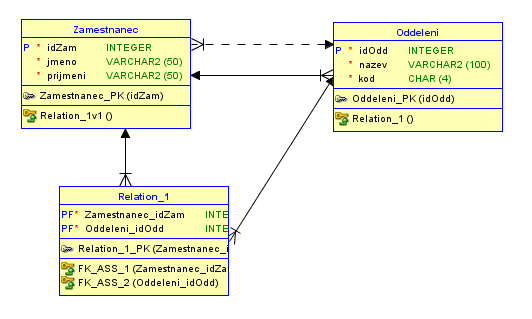 Zamestnanec
P * idZam INTEGER
* jmeno VARCHAR2 (50)
* prijmeni VARCHAR2 (50)
Zamestnanec_PK (idZam)
Relation_1v1 ()
Oddeleni
P * idOdd INTEGER
* nazev VARCHAR2 (100)
* kod CHAR (4)
Oddeleni_PK (idOdd)
Relation_1 ()
Relation_1
PF* Zamestnanec_idZam INTE
PF* Oddeleni_idOdd INTE
Relation_1_PK (Zamestnanec_i
FK_ASS_1 (Zamestnanec_idZa
FK_ASS_2 (Oddeleni_idOdd)